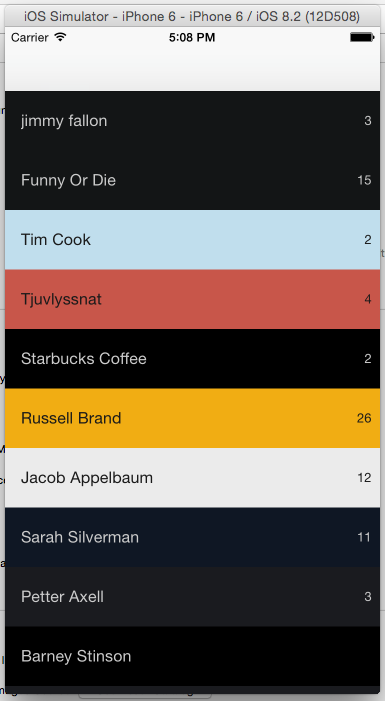 iOS Simulator - iPhone 6 - iPhone 6 / iOS 8.2 (12D508)
Carrier 5:08 PM
jimmy fallon 3
Funny Or Die 15
Tim Cook 2
Tjuvlyssnat 4
Starbucks Coffee 2
Russell Brand 26
Jacob Appelbaum 12
Sarah Silverman 11
Petter Axell 3
Barney Stinson